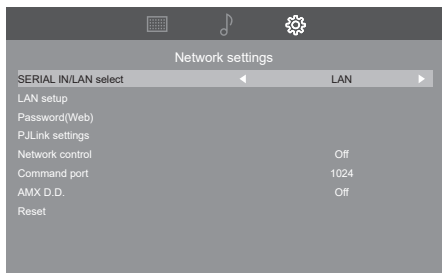 Network settings
SERIAL IN/LAN select LAN
LAN setup
Password(Web)
PJLink settings
Network control Off
Command port 1024
AMX D.D. Off
Reset